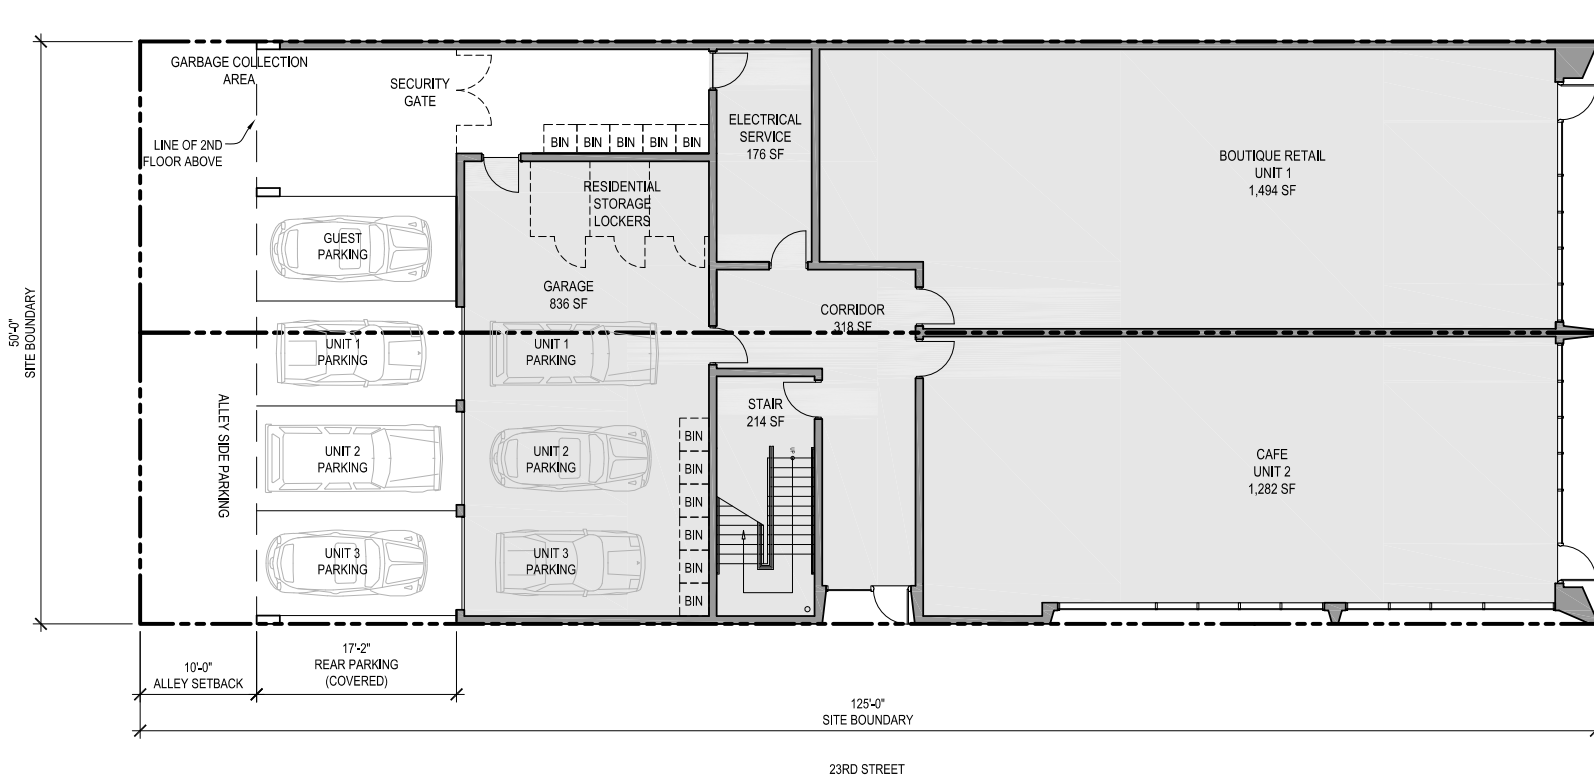 GARBAGE COLLECTION
AREA
SECURITY
GATE
LINE OF 2ND
FLOOR ABOVE
BIN
BIN
BIN
BIN
BIN
ELECTRICAL
SERVICE
176 SF
BOUTIQUE RETAIL
UNIT 1
1,494 SF
RESIDENTIAL
STORAGE
LOCKERS
GUEST
PARKING
GARAGE
836 SF
CORRIDOR
318 SF
50'-0"
SITE BOUNDARY
UNIT 1
PARKING
UNIT 1
PARKING
ALLEY SIDE PARKING
STAIR
214 SF
UNIT 2
PARKING
UNIT 2
PARKING
BIN
BIN
BIN
BIN
BIN
BIN
UP
CAFE
UNIT 2
1,282 SF
UNIT 3
PARKING
UNIT 3
PARKING
10'-0"
ALLEY SETBACK
17'-2"
REAR PARKING
(COVERED)
125'-0"
SITE BOUNDARY
23RD STREET